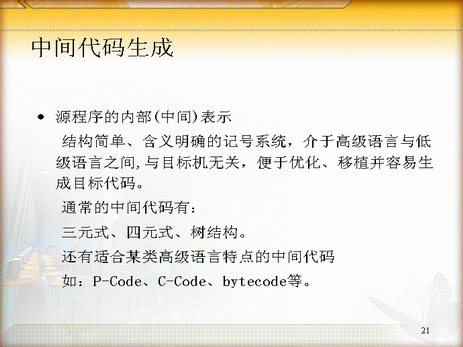 中间代码生成
• 源程序的内部(中间)表示
结构简单、含义明确的记号系统，介于高级语言与低
级语言之间,与目标机无关，便于优化、移植并容易生
成目标代码。
通常的中间代码有：
三元式、四元式、树结构。
还有适合某类高级语言特点的中间代码
如：P-Code、C-Code、bytecode等。
21